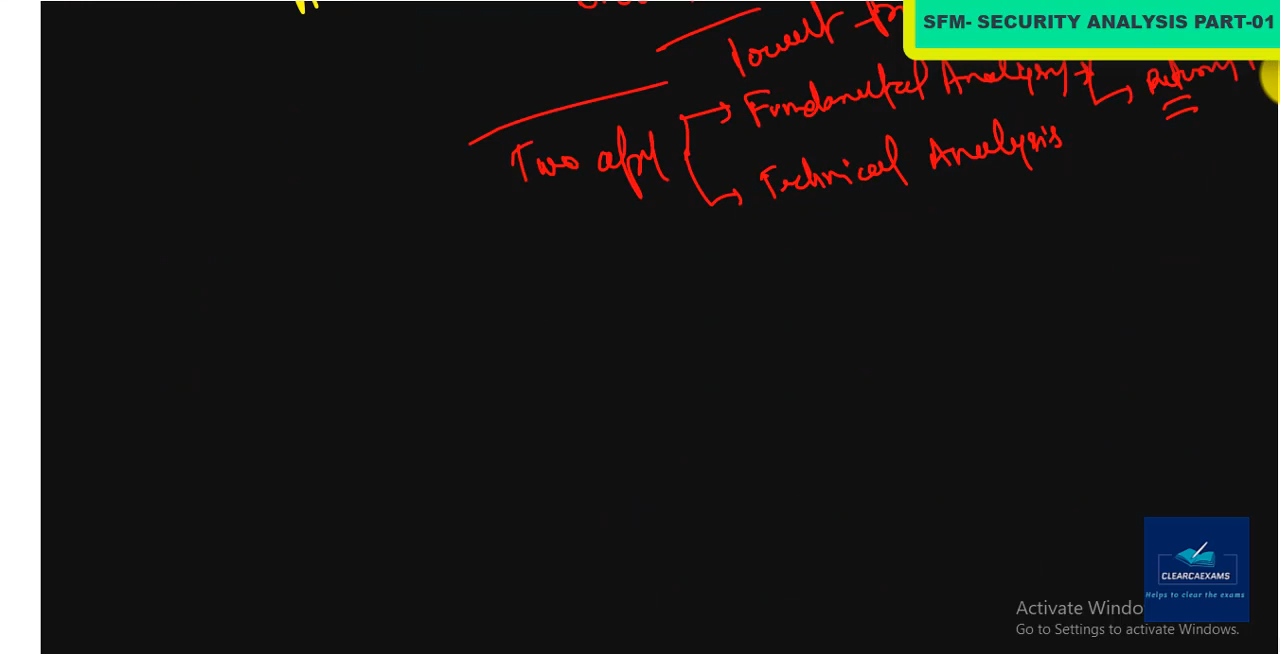 SFM- SECURITY ANALYSIS PART-01
lowest
Fundamental Analysis
Two
Technical Analysis
CLEARCAEXAMS
Helps to clear the exams
Activate Windo
Go to Settings to activate Windows.